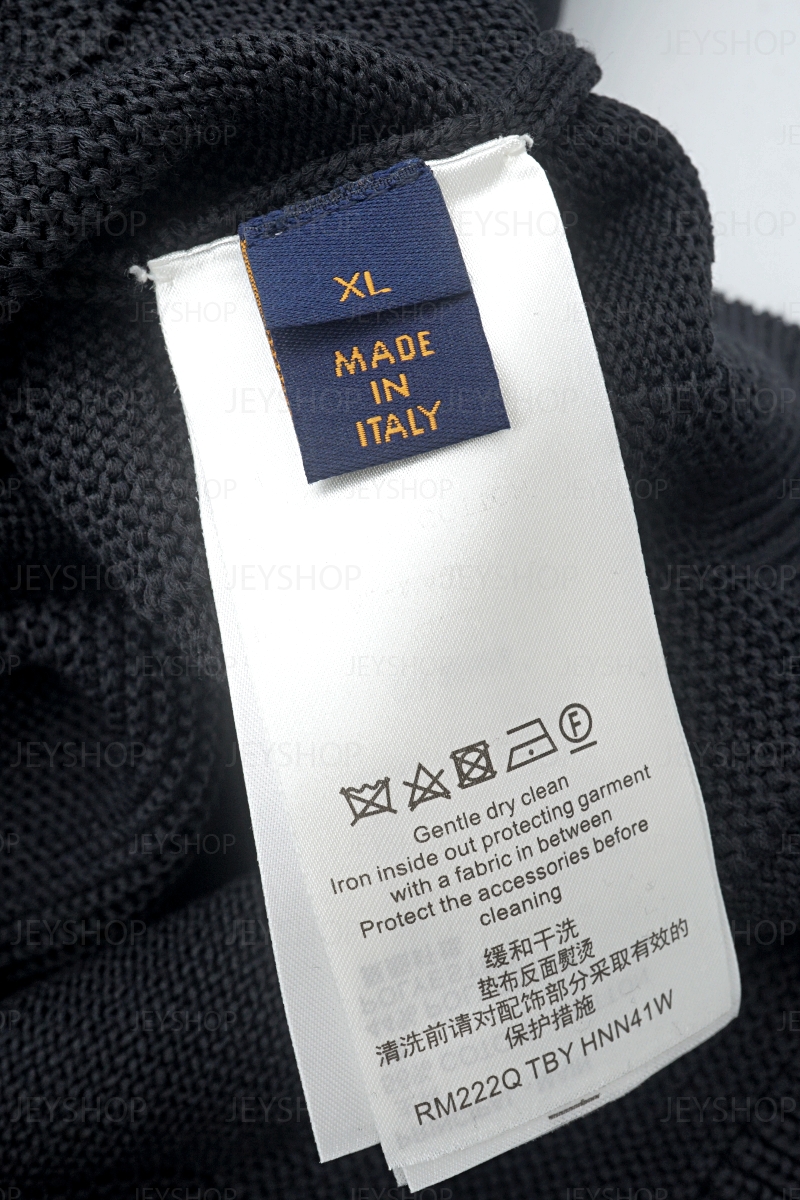 XL
MADE
IN
ITALY
Gentle dry clean
Iron inside out protecting garment
with a fabric in between
Protect the accessories before
cleaning
缓和干洗
垫布反面熨烫
清洗前请对配饰部分采取有效的
保护措施
RM222Q TBY HNN41W
JEYSHOP